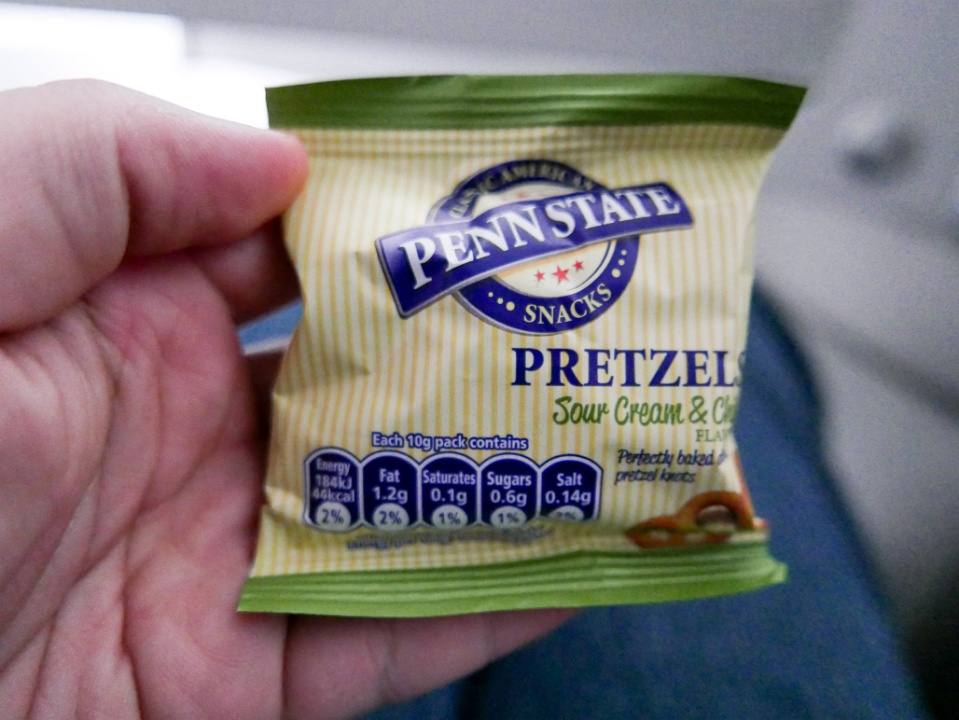 PENN STATE
SNACKS
PRETZELS
Sour Cream &
Each 10g pack contains
Energy 184kJ 44kcal 2%
Fat 1.2g 2%
Saturates 0.1g 1%
Sugars 0.6g 1%
Salt 0.14g
Perfectly baked
pretzel knots